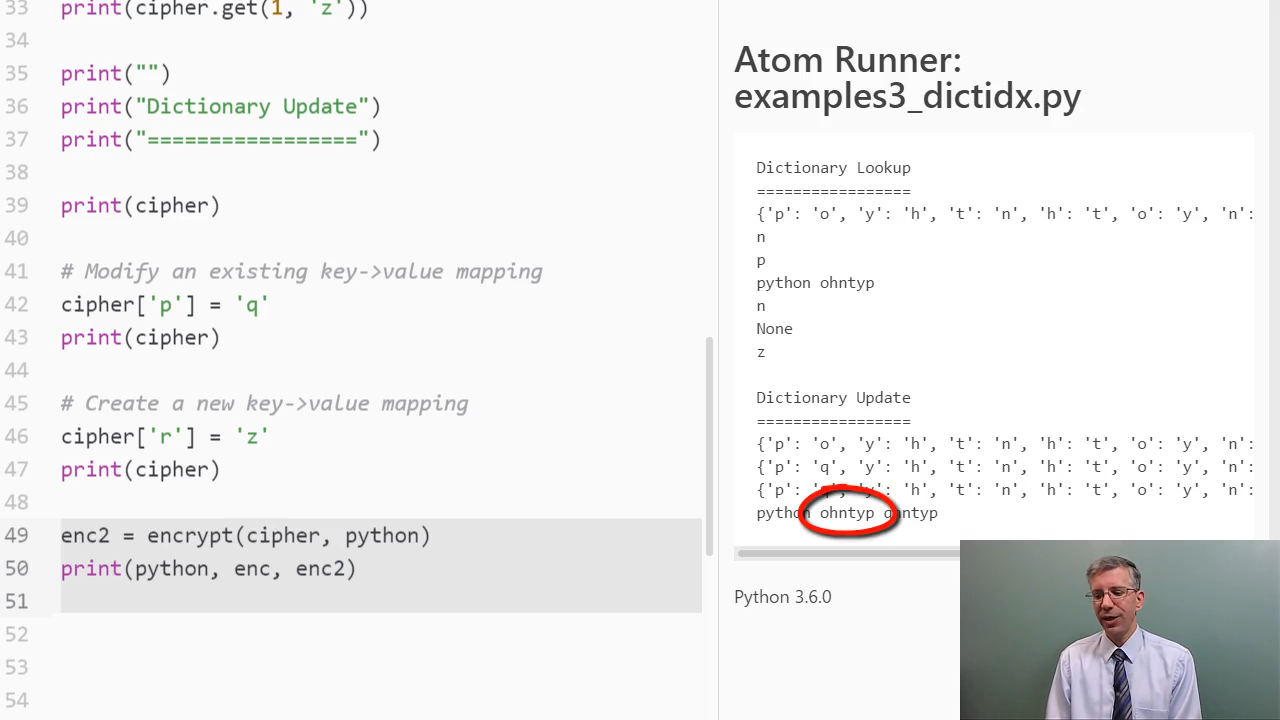 33 print(cipher.get(1, 'z'))
34
35 print("")
36 print("Dictionary Update")
37 print("=================")
38
39 print(cipher)
40
41 # Modify an existing key->value mapping
42 cipher['p'] = 'q'
43 print(cipher)
44
45 # Create a new key->value mapping
46 cipher['r'] = 'z'
47 print(cipher)
48
49 enc2 = encrypt(cipher, python)
50 print(python, enc, enc2)
51
52
53
54
Atom Runner:
examples3_dictidx.py
Dictionary Lookup
=================
{'p': 'o', 'y': 'h', 't': 'n', 'h': 't', 'o': 'y', 'n':
n
p
python ohntyp
n
None
z
Dictionary Update
=================
{'p': 'o', 'y': 'h', 't': 'n', 'h': 't', 'o': 'y', 'n':
{'p': 'q', 'y': 'h', 't': 'n', 'h': 't', 'o': 'y', 'n':
{'p': 'q', 'y': 'h', 't': 'n', 'h': 't', 'o': 'y', 'n':
python ohntyp qhntyp
Python 3.6.0